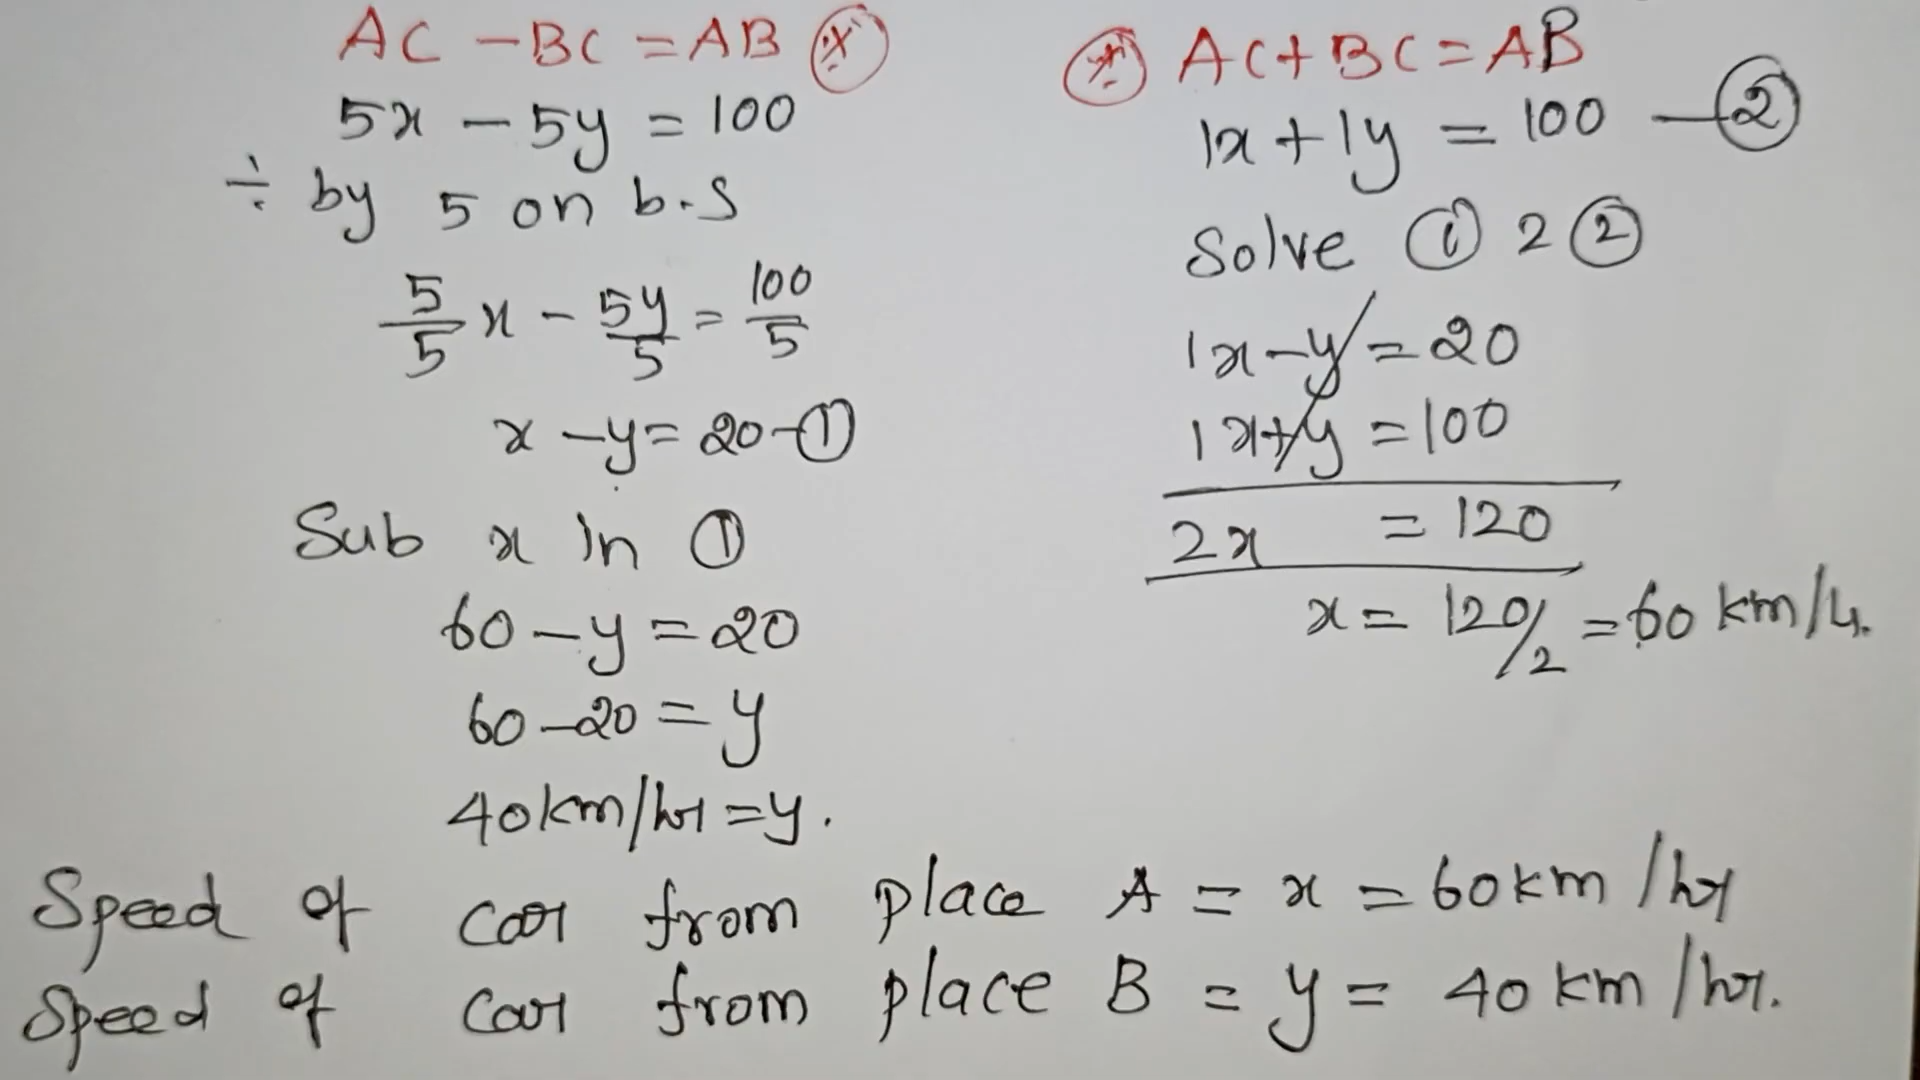 AC - BC = AB *
5x - 5y = 100
÷ by 5 on b.s
5/5 x - 5y/5 = 100/5
x - y = 20 - ①
Sub x in ①
60 - y = 20
60 - 20 = y
40km/hr = y.
* AC + BC = AB
1x + 1y = 100 — ②
Solve ① 2 ②
1x - y = 20
1x + y = 100
2x = 120
x = 120/2 = 60 km/h.
Speed of car from place A = x = 60km/hr
Speed of car from place B = y = 40km/hr.